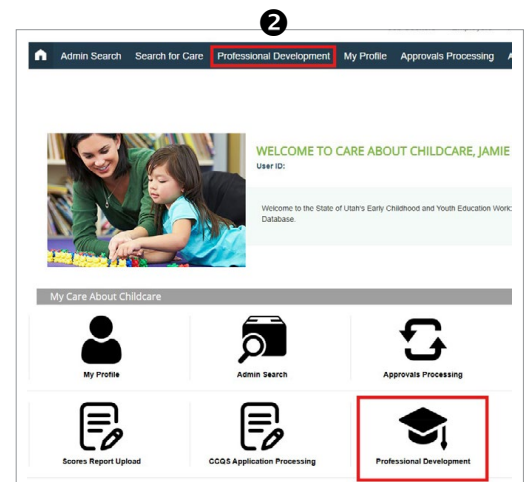 ❷
Admin Search Search for Care Professional Development My Profile Approvals Processing
WELCOME TO CARE ABOUT CHILDCARE, JAMIE
User ID:
Welcome to the State of Utah's Early Childhood and Youth Education Work
Database.
My Care About Childcare
My Profile Admin Search Approvals Processing
Scores Report Upload CCQS Application Processing Professional Development